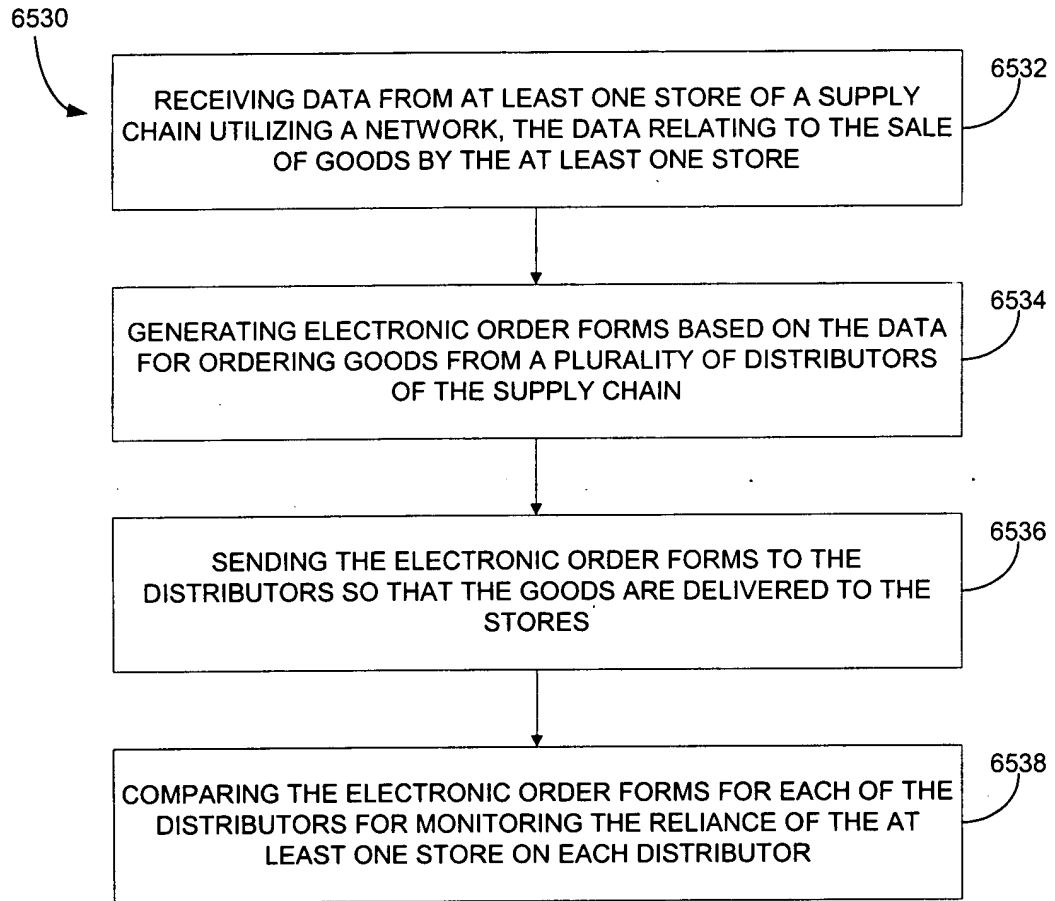 6530
6532
RECEIVING DATA FROM AT LEAST ONE STORE OF A SUPPLY
CHAIN UTILIZING A NETWORK, THE DATA RELATING TO THE SALE
OF GOODS BY THE AT LEAST ONE STORE
6534
GENERATING ELECTRONIC ORDER FORMS BASED ON THE DATA
FOR ORDERING GOODS FROM A PLURALITY OF DISTRIBUTORS
OF THE SUPPLY CHAIN
6536
SENDING THE ELECTRONIC ORDER FORMS TO THE
DISTRIBUTORS SO THAT THE GOODS ARE DELIVERED TO THE
STORES
6538
COMPARING THE ELECTRONIC ORDER FORMS FOR EACH OF THE
DISTRIBUTORS FOR MONITORING THE RELIANCE OF THE AT
LEAST ONE STORE ON EACH DISTRIBUTOR